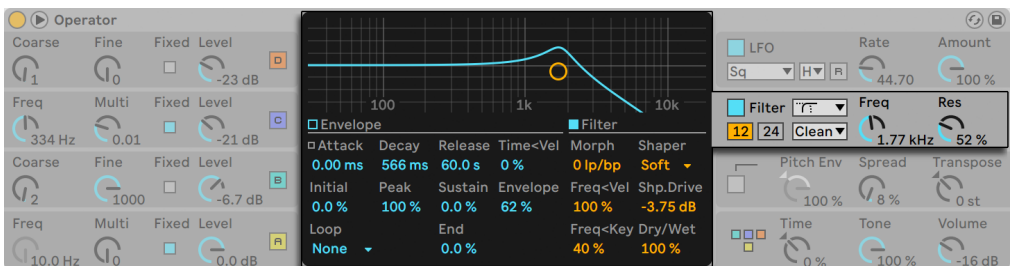 Operator
Coarse Fine Fixed Level
1 0 -23 dB D
Freq Multi Fixed Level
334 Hz 0.01 -21 dB C
Coarse Fine Fixed Level
2 1000 -6.7 dB B
Freq Multi Fixed Level
10.0 Hz 0 0.0 dB A
100 1k 10k
Envelope Filter
Attack Decay Release Time<Vel Morph Shaper
0.00 ms 566 ms 60.0 s 0 % 0 lp/bp Soft
Initial Peak Sustain Envelope Freq<Vel Shp.Drive
0.0 % 100 % 0.0 % 62 % 100 % -3.75 dB
Loop End Freq<Key Dry/Wet
None 0.0 % 40 % 100 %
LFO Rate Amount
Sq H R 44.70 100 %
Filter Freq Res
12 24 Clean 1.77 kHz 52 %
Pitch Env Spread Transpose
100 % 8 % 0 st
Time Tone Volume
0 % 100 % -16 dB